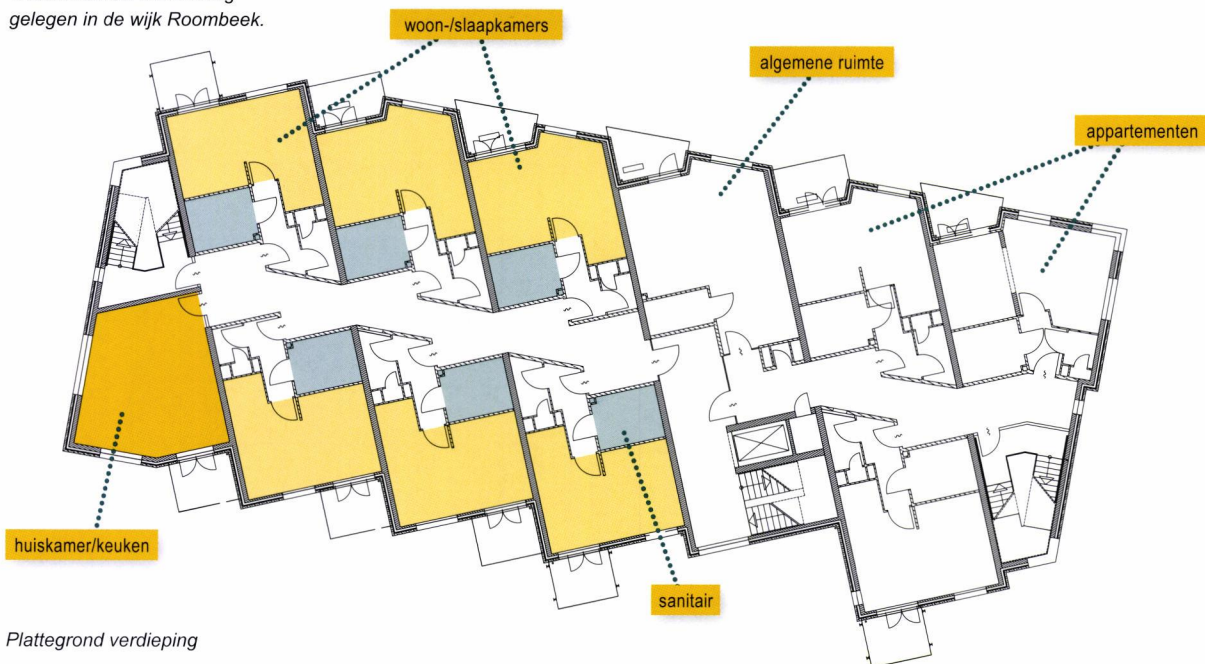 gelegen in de wijk Roombeek.
woon-/slaapkamers
algemene ruimte
appartementen
huiskamer/keuken
sanitair
Plattegrond verdieping